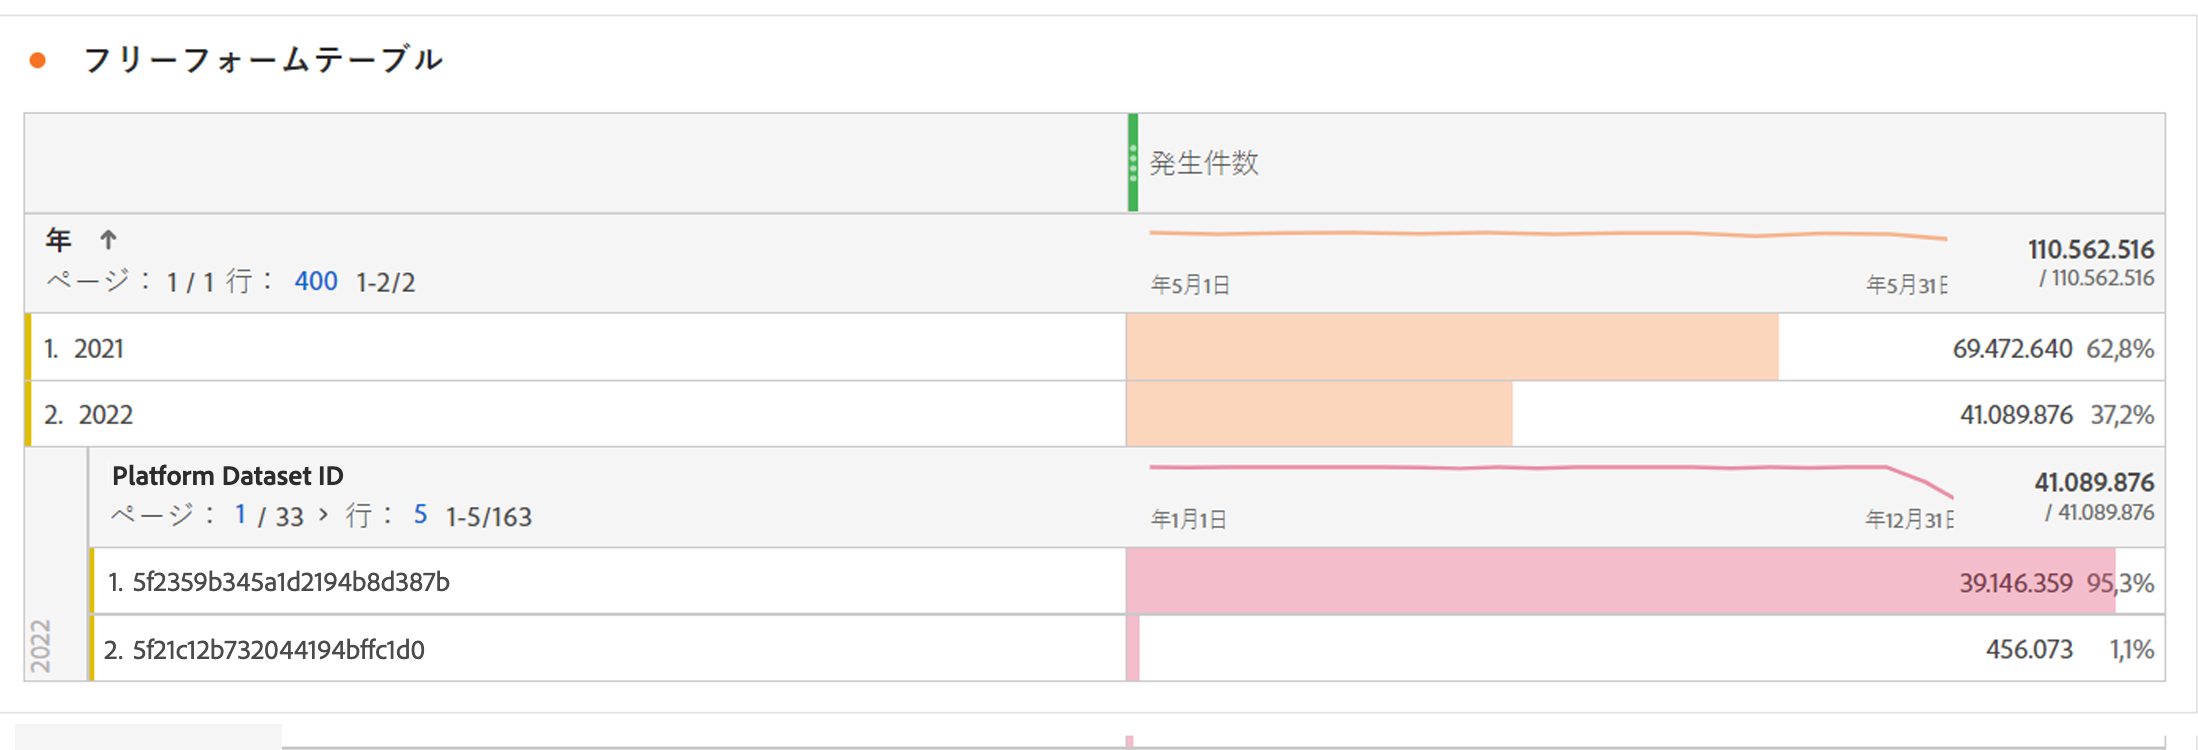 フリーフォームテーブル
発生件数
年 ↑
ページ： 1 / 1 行： 400 1-2/2
年5月1日 年5月31日
110.562.516
/ 110.562.516
1. 2021 69.472.640 62,8%
2. 2022 41.089.876 37,2%
Platform Dataset ID
ページ： 1 / 33 > 行： 5 1-5/163
年1月1日 年12月31日
41.089.876
/ 41.089.876
2022
1. 5f2359b345a1d2194b8d387b 39.146.359 95,3%
2. 5f21c12b732044194bffc1d0 456.073 1,1%